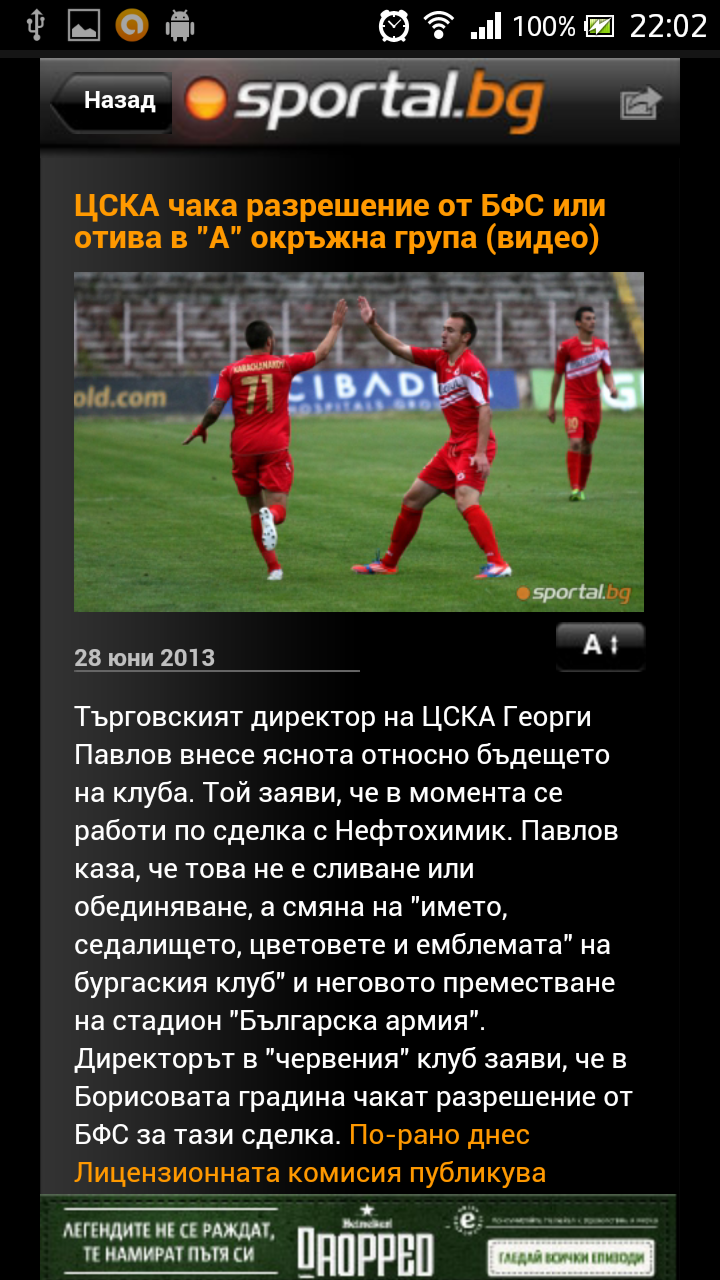 100% 22:02
Назад
sportal.bg
ЦСКА чака разрешение от БФС или
отива в "А" окръжна група (видео)
KARACHANAKOV
71
old.com
CIBADE
HOSPITALS GRO
10
G
sportal.bg
28 юни 2013
A
Търговският директор на ЦСКА Георги
Павлов внесе яснота относно бъдещето
на клуба. Той заяви, че в момента се
работи по сделка с Нефтохимик. Павлов
каза, че това не е сливане или
обединяване, а смяна на "името,
седалището, цветовете и емблемата" на
бургаския клуб" и неговото преместване
на стадион "Българска армия".
Директорът в "червения" клуб заяви, че в
Борисовата градина чакат разрешение от
БФС за тази сделка. По-рано днес
Лицензионната комисия публикува
ЛЕГЕНДИТЕ НЕ СЕ РАЖДАТ,
ТЕ НАМИРАТ ПЪТЯ СИ
Heineken
DROPPED
ГЛЕДАЙ ВСИЧКИ ЕПИЗОДИ